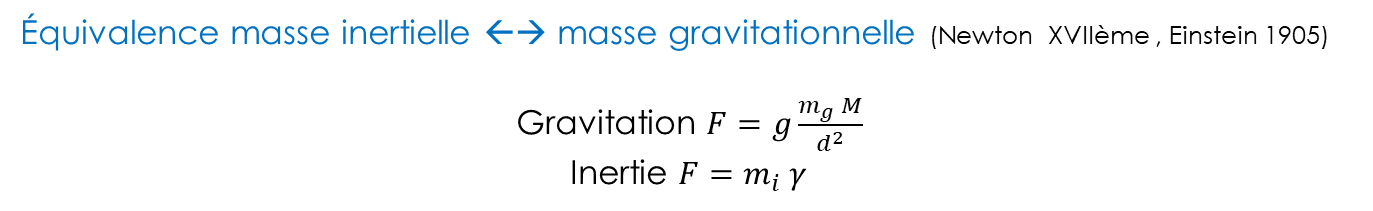 Équivalence masse inertielle ←→ masse gravitationnelle (Newton XVIIème , Einstein 1905)
Gravitation F = g m_g M / d²
Inertie F = m_i γ